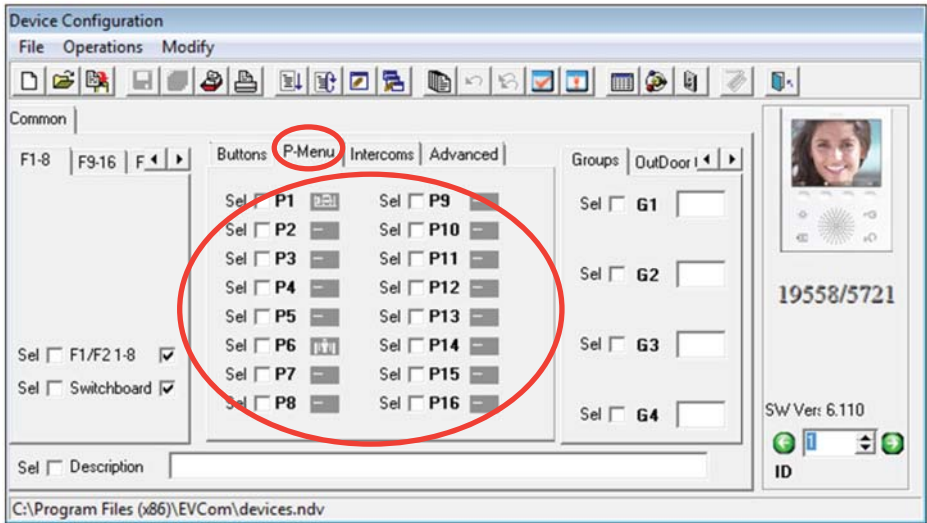 Device Configuration
File Operations Modify
Common
F1-8 F9-16 F
Buttons P-Menu Intercoms Advanced
Groups OutDoor
Sel P1 Sel P9
Sel P2 - Sel P10 -
Sel P3 - Sel P11 -
Sel P4 - Sel P12 -
Sel P5 - Sel P13 -
Sel P6 Sel P14 -
Sel P7 - Sel P15 -
Sel P8 - Sel P16 -
Sel F1/F2 1-8
Sel Switchboard
Sel G1
Sel G2
Sel G3
Sel G4
19558/5721
SW Ver: 6.110
1
ID
Sel Description
C:\Program Files (x86)\EVCom\devices.ndv